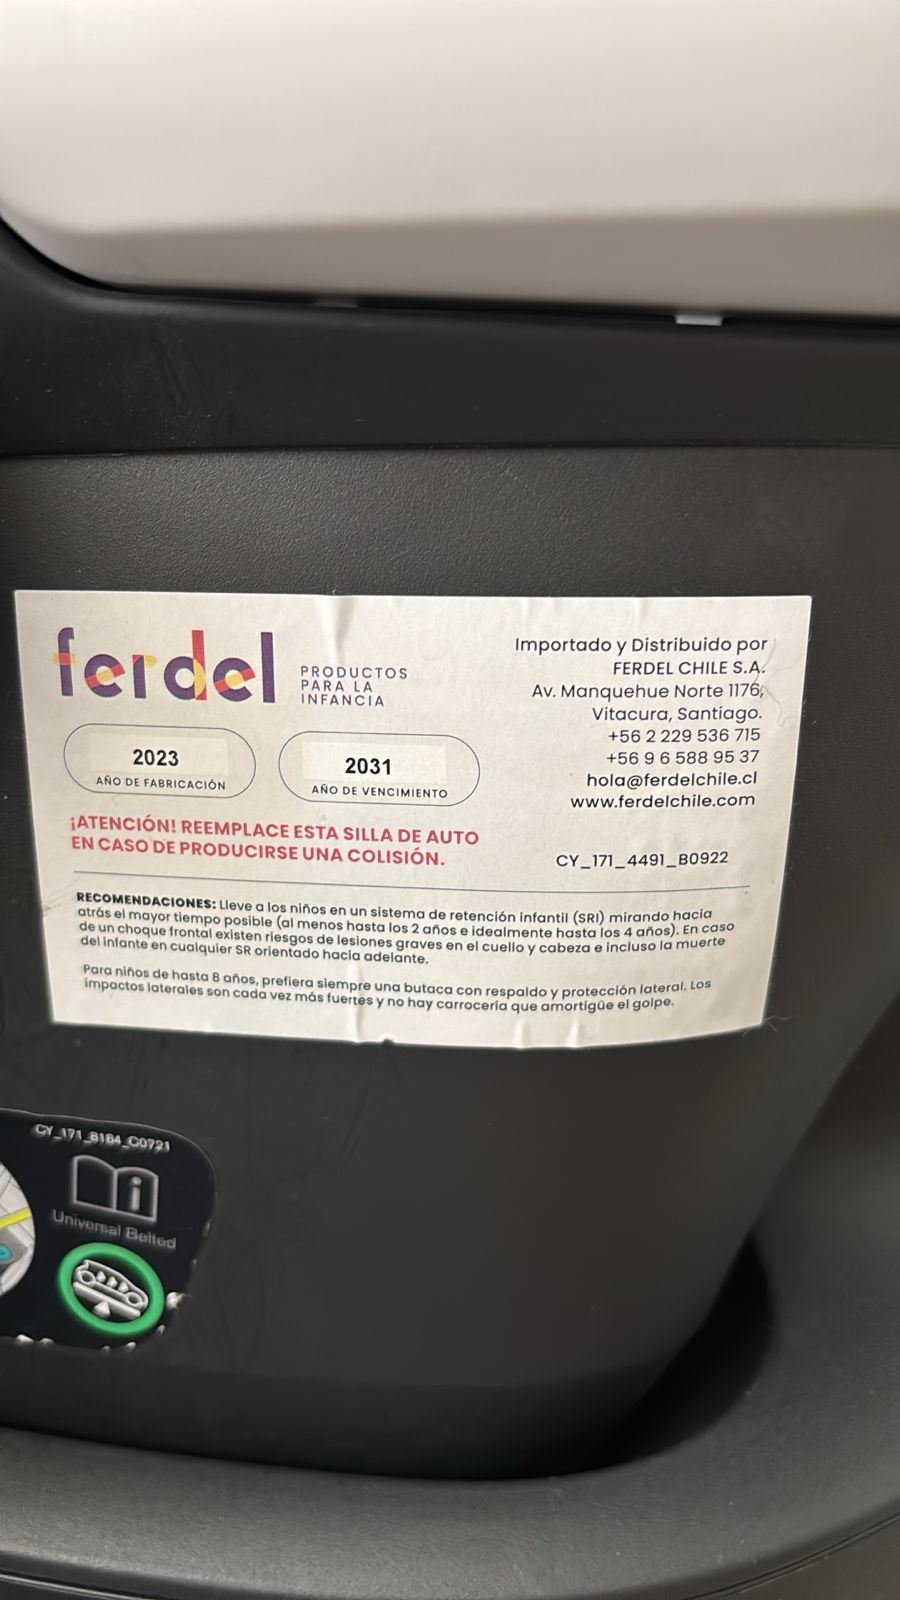 ferdel
PRODUCTOS
PARA LA
INFANCIA
2023
AÑO DE FABRICACIÓN
2031
AÑO DE VENCIMIENTO
¡ATENCIÓN! REEMPLACE ESTA SILLA DE AUTO
EN CASO DE PRODUCIRSE UNA COLISIÓN.
Importado y Distribuido por
FERDEL CHILE S.A.
Av. Manquehue Norte 1176,
Vitacura, Santiago.
+56 2 229 536 715
+56 9 6 588 95 37
hola@ferdelchile.cl
www.ferdelchile.com
CY_171_4491_B0922
RECOMENDACIONES: Lleve a los niños en un sistema de retención infantil (SRI) mirando hacia
atrás el mayor tiempo posible (al menos hasta los 2 años e idealmente hasta los 4 años). En caso
de un choque frontal existen riesgos de lesiones graves en el cuello y cabeza e incluso la muerte
del infante en cualquier SR orientado hacia adelante.
Para niños de hasta 8 años, prefiera siempre una butaca con respaldo y protección lateral. Los
impactos laterales son cada vez más fuertes y no hay carrocería que amortigüe el golpe.
CY_171_8184_C0721
Universal Belted